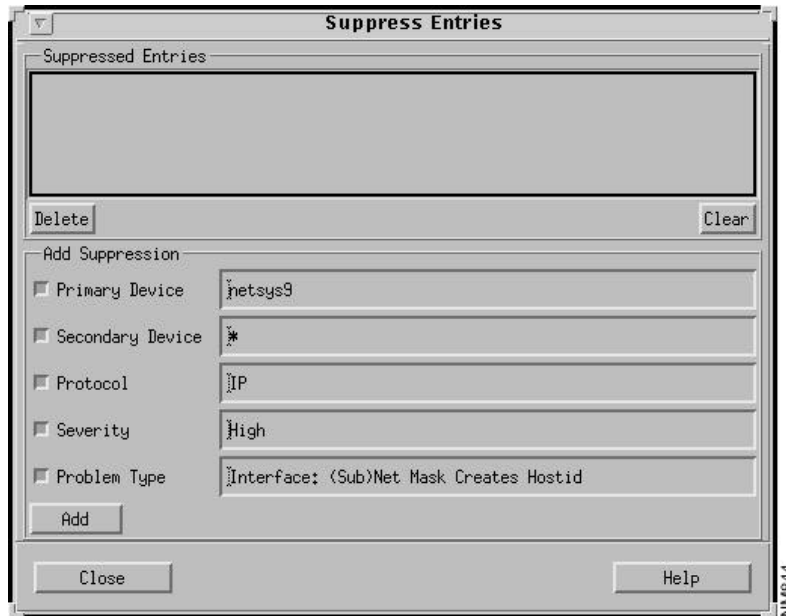 Suppress Entries
Suppressed Entries
Delete
Clear
Add Suppression
Primary Device netsys9
Secondary Device *
Protocol IP
Severity High
Problem Type Interface: (Sub)Net Mask Creates Hostid
Add
Close
Help